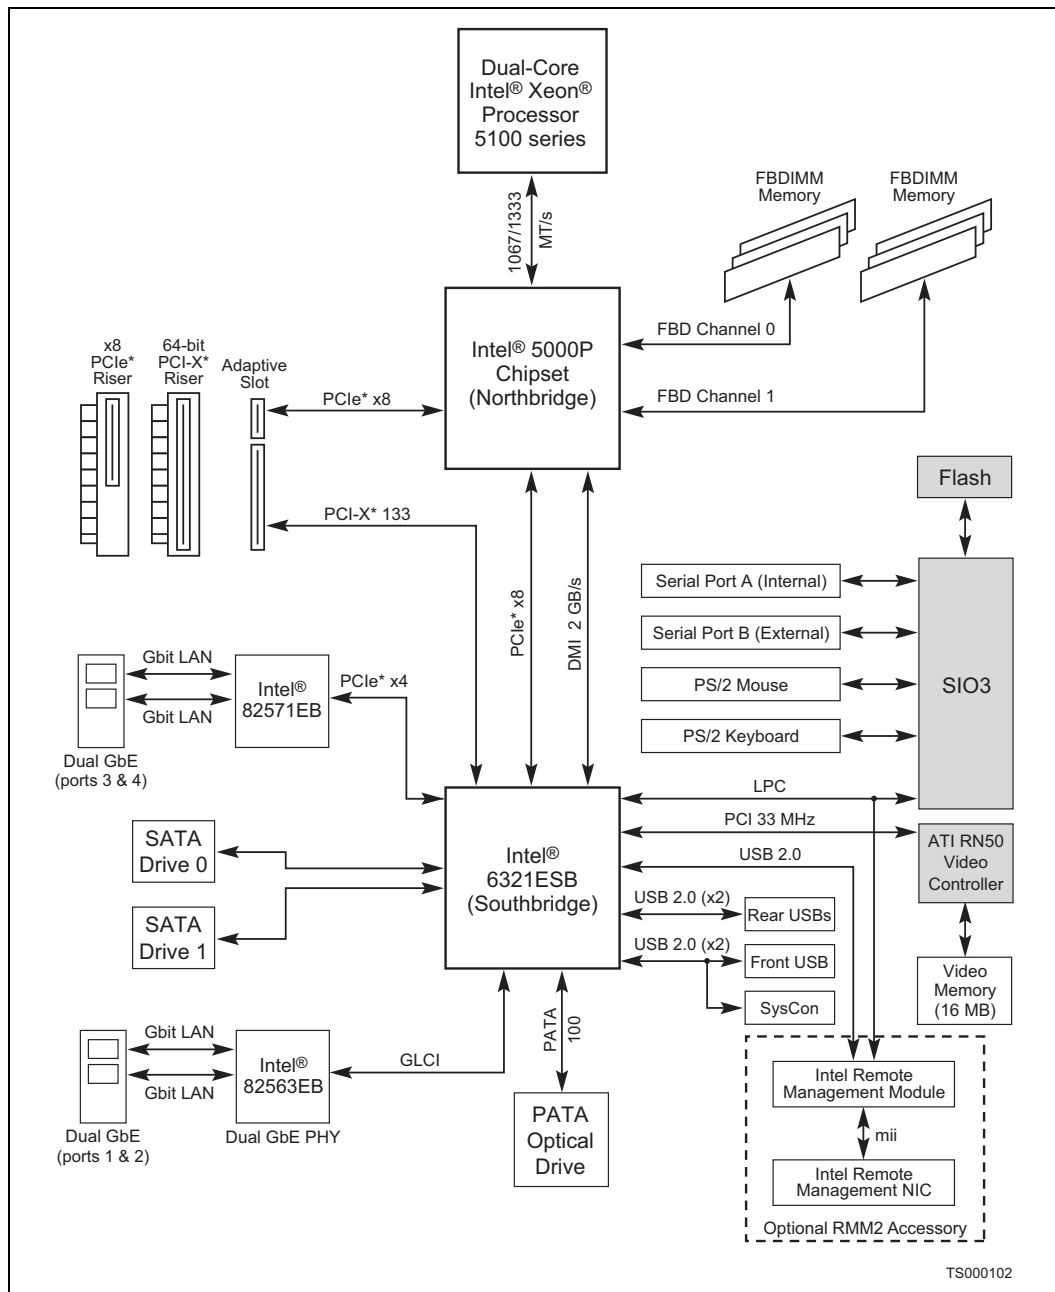 Dual-Core
Intel® Xeon®
Processor
5100 series
1067/1333
MT/s
FBDIMM
Memory
FBDIMM
Memory
x8
PCIe*
Riser
64-bit
PCI-X*
Riser
Adaptive
Slot
PCIe* x8
Intel® 5000P
Chipset
(Northbridge)
FBD Channel 0
FBD Channel 1
PCI-X* 133
PCIe* x8
DMI 2 GB/s
Flash
Serial Port A (Internal)
Serial Port B (External)
PS/2 Mouse
PS/2 Keyboard
SIO3
Gbit LAN
Gbit LAN
Intel®
82571EB
PCIe* x4
Dual GbE
(ports 3 & 4)
LPC
PCI 33 MHz
USB 2.0
ATI RN50
Video
Controller
SATA
Drive 0
SATA
Drive 1
Intel®
6321ESB
(Southbridge)
USB 2.0 (x2)
Rear USBs
USB 2.0 (x2)
Front USB
SysCon
Video
Memory
(16 MB)
Gbit LAN
Gbit LAN
Intel®
82563EB
GLCI
PATA
100
Dual GbE
(ports 1 & 2)
Dual GbE PHY
PATA
Optical
Drive
Intel Remote
Management Module
mii
Intel Remote
Management NIC
Optional RMM2 Accessory
TS000102